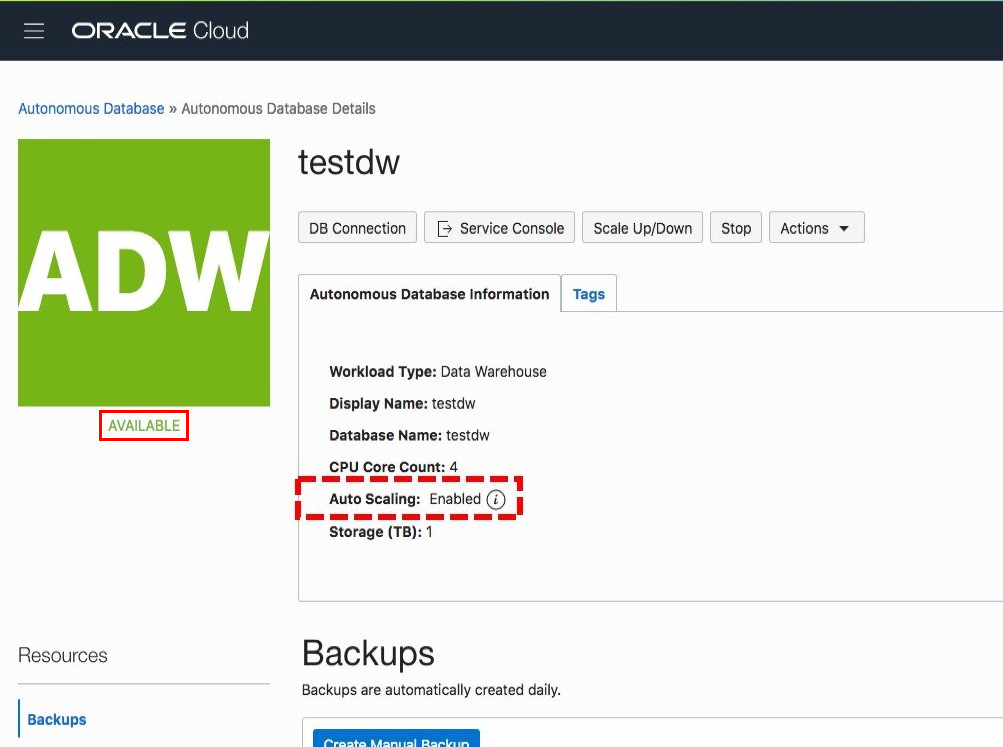 ORACLE Cloud
Autonomous Database » Autonomous Database Details
ADW
AVAILABLE
testdw
DB Connection Service Console Scale Up/Down Stop Actions
Autonomous Database Information Tags
Workload Type: Data Warehouse
Display Name: testdw
Database Name: testdw
CPU Core Count: 4
Auto Scaling: Enabled i
Storage (TB): 1
Resources
Backups
Backups
Backups are automatically created daily.
Create Manual Backup